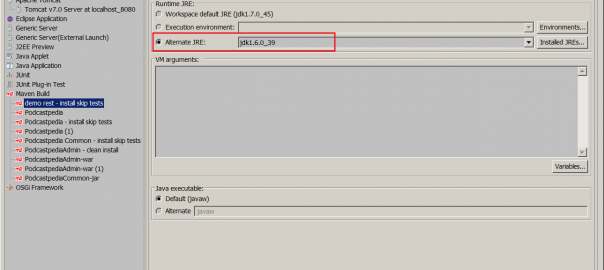 Apache Tomcat
Tomcat v7.0 Server at localhost_8080
Eclipse Application
Generic Server
Generic Server(External Launch)
J2EE Preview
Java Applet
Java Application
JUnit
JUnit Plug-in Test
Maven Build
demo rest - install skip tests
Podcastpedia
Podcastpedia - install skip tests
Podcastpedia (1)
Podcastpedia Common - install skip tests
PodcastpediaAdmin - clean install
PodcastpediaAdmin-war
PodcastpediaAdmin-war (1)
PodcastpediaCommon-jar
OSGi Framework
Runtime JRE:
Workspace default JRE (jdk1.7.0_45)
Execution environment:
Environments...
Alternate JRE:
jdk1.6.0_39
Installed JREs...
VM arguments:
Variables...
Java executable:
Default (javaw)
Alternate
javaw